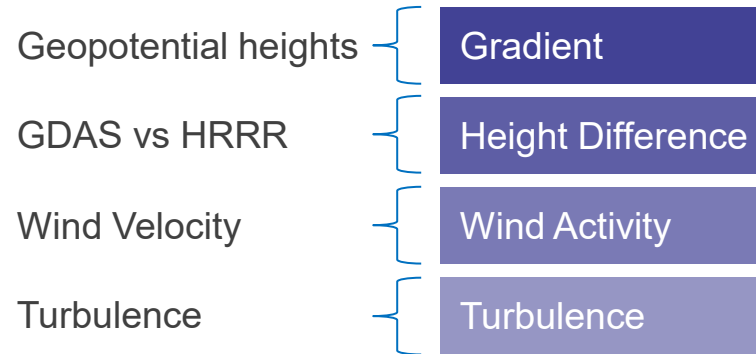 Geopotential heights
Gradient
GDAS vs HRRR
Height Difference
Wind Velocity
Wind Activity
Turbulence
Turbulence